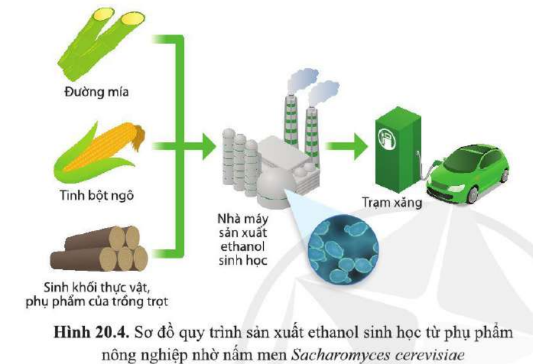 Đường mía
Tinh bột ngô
Sinh khối thực vật,
phụ phẩm của trồng trọt
Nhà máy
sản xuất
ethanol
sinh học
Trạm xăng
Hình 20.4. Sơ đồ quy trình sản xuất ethanol sinh học từ phụ phẩm
nông nghiệp nhờ nấm men Sacharomyces cerevisiae